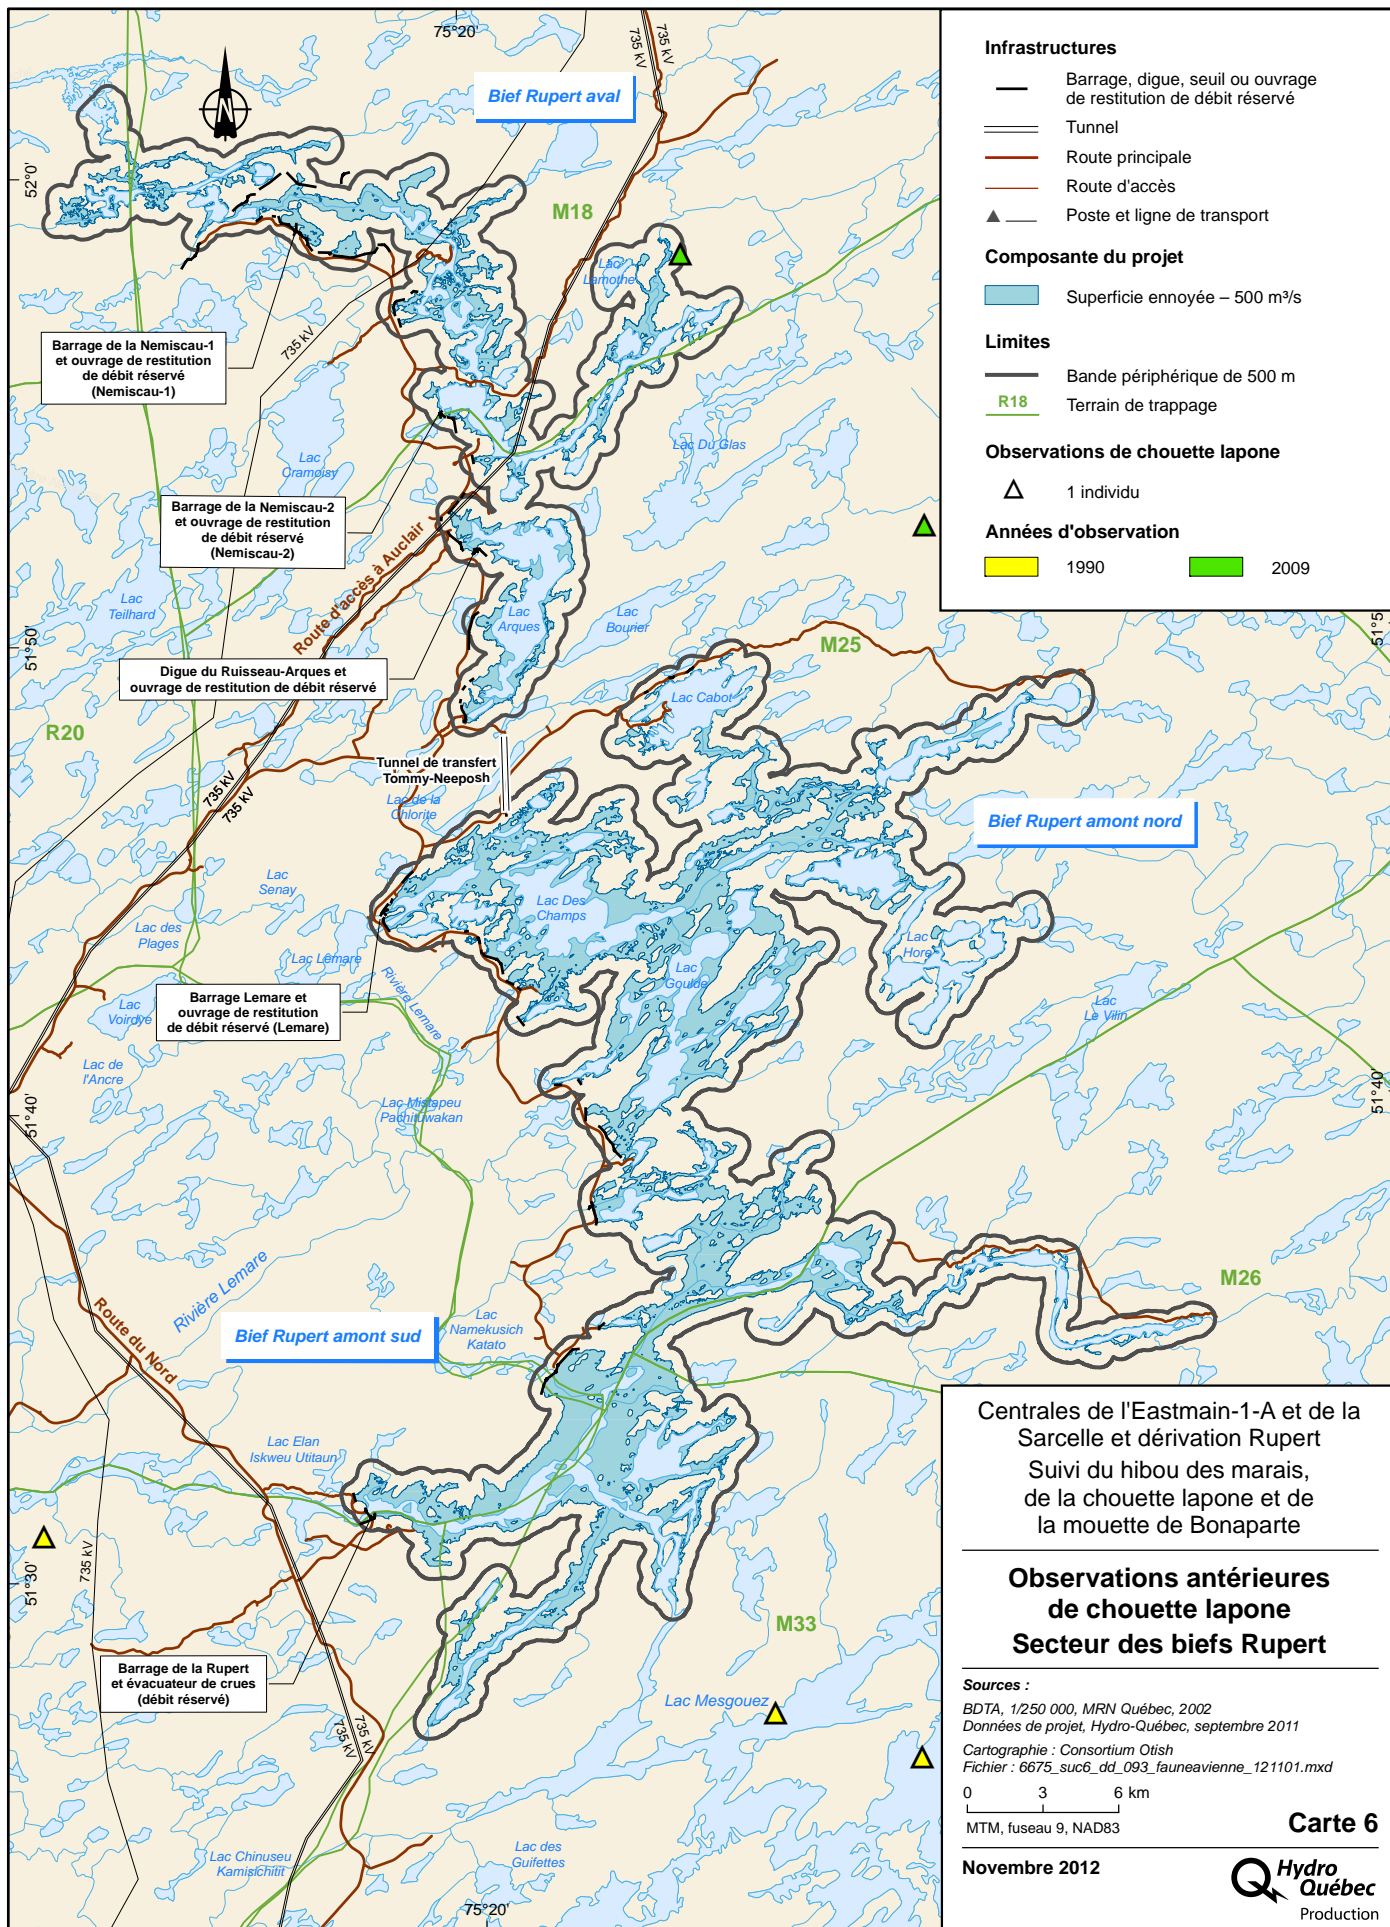 75°20'
735 kV
735 kV
Bief Rupert aval
52°0'
M18
Lac
Lamothe
735 kV
Barrage de la Nemiscau-1
et ouvrage de restitution
de débit réservé
(Nemiscau-1)
Lac
Cramoisy
Lac Du Glas
Barrage de la Nemiscau-2
et ouvrage de restitution
de débit réservé
(Nemiscau-2)
Route d'accès à Auclair
Lac
Teilhard
Lac
Arques
Lac
Bourier
51°50'
51°5
M25
Digue du Ruisseau-Arques et
ouvrage de restitution de débit réservé
Lac Cabot
R20
Tunnel de transfert
Tommy-Neeposh
735 kV
735 kV
Lac de la
Chlorite
Bief Rupert amont nord
Lac
Senay
Lac Des
Champs
Lac des
Plages
Lac
Hore
Lac Lemare
Rivière Lemare
Lac
Goulde
Lac
Voirdye
Barrage Lemare et
ouvrage de restitution
de débit réservé (Lemare)
Lac
Le Vilin
Lac de
l'Ancre
51°40'
51°40'
Lac Mistapeu
Pachituwakan
Rivière Lemare
M26
Route du Nord
Bief Rupert amont sud
Lac
Namekusich
Katato
Lac Elan
Iskweu Utitaun
735 kV
51°30'
M33
Barrage de la Rupert
et évacuateur de crues
(débit réservé)
Lac Mesgouez
735 kV
735 kV
Lac Chinuseu
Kamisichitit
Lac des
Guifettes
75°20'
Infrastructures
Barrage, digue, seuil ou ouvrage
de restitution de débit réservé
Tunnel
Route principale
Route d'accès
Poste et ligne de transport
Composante du projet
Superficie ennoyée – 500 m³/s
Limites
Bande périphérique de 500 m
R18
Terrain de trappage
Observations de chouette lapone
1 individu
Années d'observation
1990
2009
Centrales de l'Eastmain-1-A et de la
Sarcelle et dérivation Rupert
Suivi du hibou des marais,
de la chouette lapone et de
la mouette de Bonaparte
Observations antérieures
de chouette lapone
Secteur des biefs Rupert
Sources :
BDTA, 1/250 000, MRN Québec, 2002
Données de projet, Hydro-Québec, septembre 2011
Cartographie : Consortium Otish
Fichier : 6675_suc6_dd_093_fauneavienne_121101.mxd
0 3 6 km
MTM, fuseau 9, NAD83
Carte 6
Novembre 2012
Hydro
Québec
Production
N